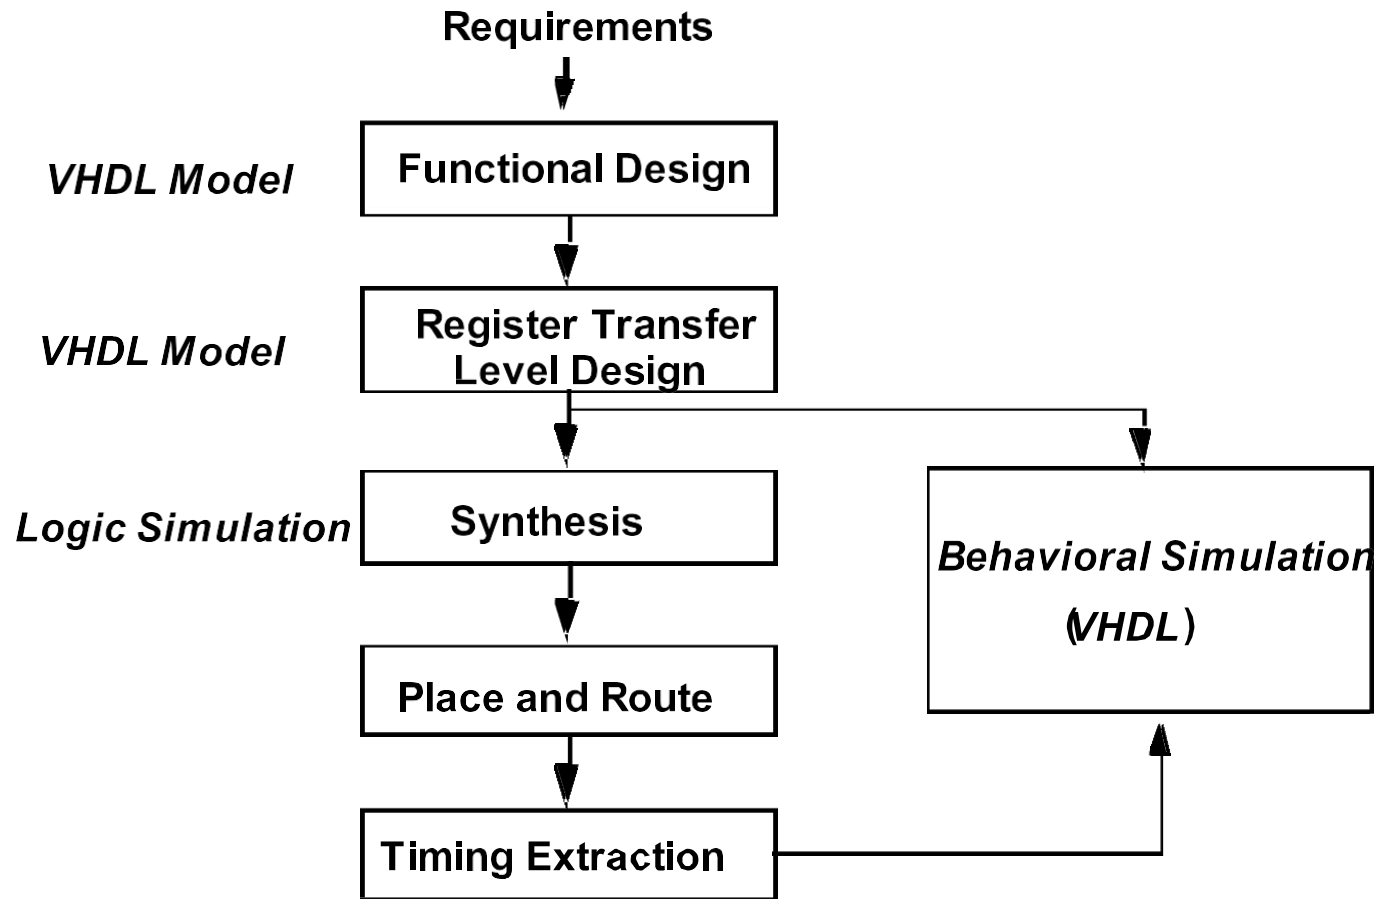 Requirements
VHDL Model
Functional Design
VHDL Model
Register Transfer
Level Design
Logic Simulation
Synthesis
Behavioral Simulation
(VHDL)
Place and Route
Timing Extraction